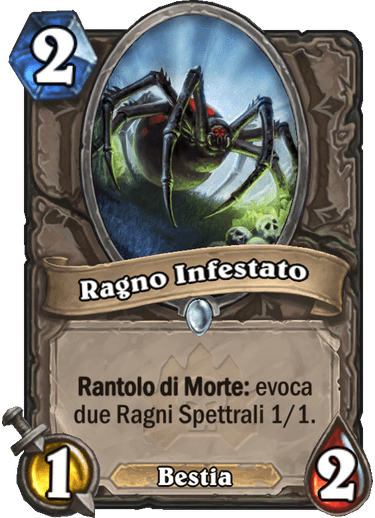 2
Ragno Infestato
Rantolo di Morte: evoca
due Ragni Spettrali 1/1.
Bestia
1
2